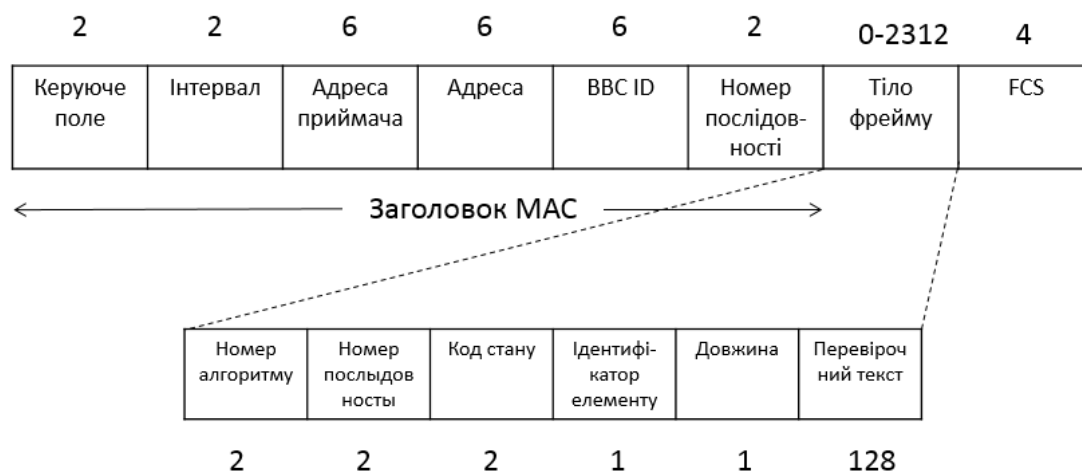 2 2 6 6 6 2 0-2312 4
Керуюче поле
Інтервал
Адреса приймача
Адреса
BBC ID
Номер послідов-
ності
Тіло фрейму
FCS
Заголовок MAC
Номер алгоритму
Номер послыдов
носты
Код стану
Ідентифі-
катор
елементу
Довжина
Перевіроч
ний текст
2 2 2 1 1 128